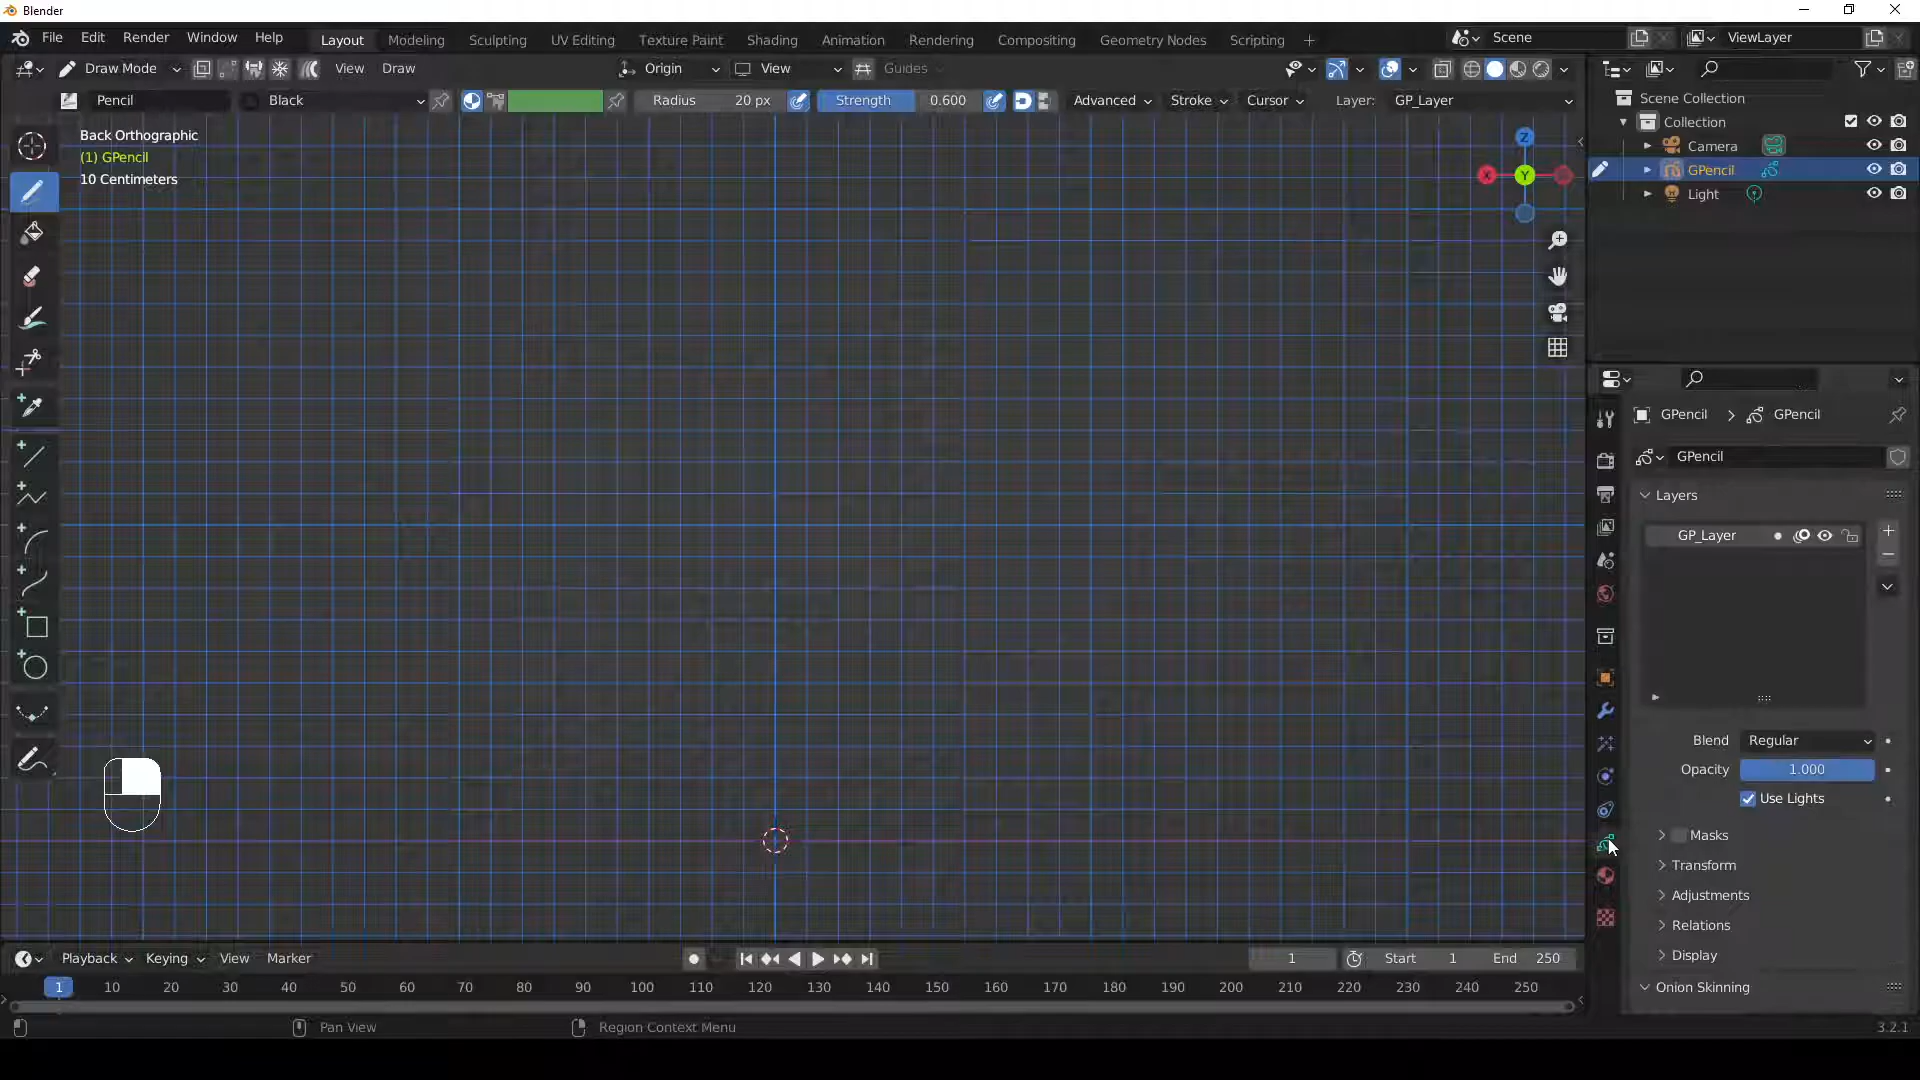 Blender
File Edit Render Window Help Layout Modeling Sculpting UV Editing Texture Paint Shading Animation Rendering Compositing Geometry Nodes Scripting + Scene ViewLayer
Draw Mode View Draw Origin View Guides
Pencil Black Radius 20 px Strength 0.600 Advanced Stroke Cursor Layer: GP_Layer
Back Orthographic
(1) GPencil
10 Centimeters
Z
X Y
Scene Collection
Collection
Camera
GPencil
Light
GPencil > GPencil
GPencil
Layers
GP_Layer
Blend Regular
Opacity 1.000
Use Lights
Masks
Transform
Adjustments
Relations
Display
Onion Skinning
Playback Keying View Marker 1 Start 1 End 250
1 10 20 30 40 50 60 70 80 90 100 110 120 130 140 150 160 170 180 190 200 210 220 230 240 250
Pan View Region Context Menu 3.2.1